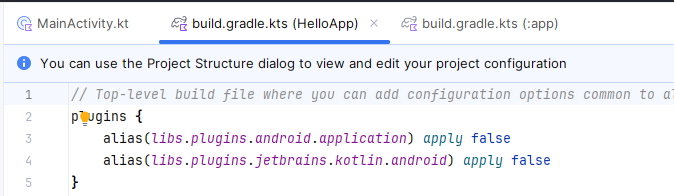 MainActivity.kt build.gradle.kts (HelloApp) build.gradle.kts (:app)
You can use the Project Structure dialog to view and edit your project configuration
1 // Top-level build file where you can add configuration options common to al
2 plugins {
3 alias(libs.plugins.android.application) apply false
4 alias(libs.plugins.jetbrains.kotlin.android) apply false
5 }